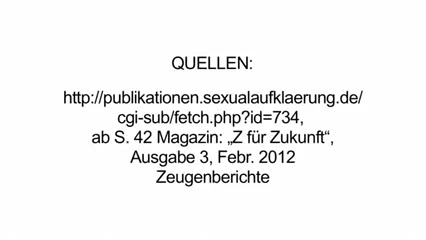 QUELLEN:
http://publikationen.sexualaufklaerung.de/
cgi-sub/fetch.php?id=734,
ab S. 42 Magazin: „Z für Zukunft“,
Ausgabe 3, Febr. 2012
Zeugenberichte